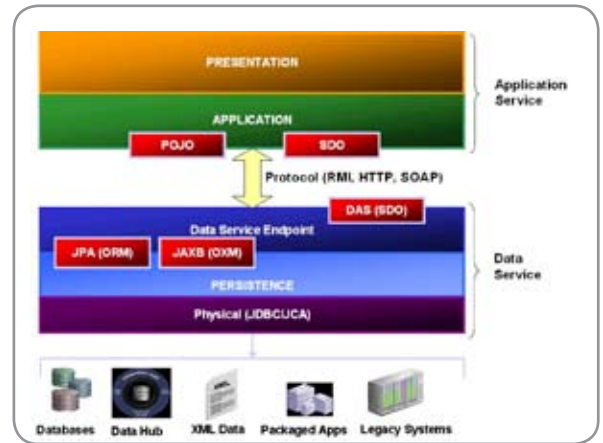 PRESENTATION
Application
Service
APPLICATION
POJO
SDO
Protocol (RMI, HTTP, SOAP)
DAS (SDO)
Data Service Endpoint
JPA (ORM)
JAXB (OXM)
Data
Service
PERSISTENCE
Physical (JDBC/JCA)
XML
Databases
Data Hub
XML Data
Packaged Apps
Legacy Systems